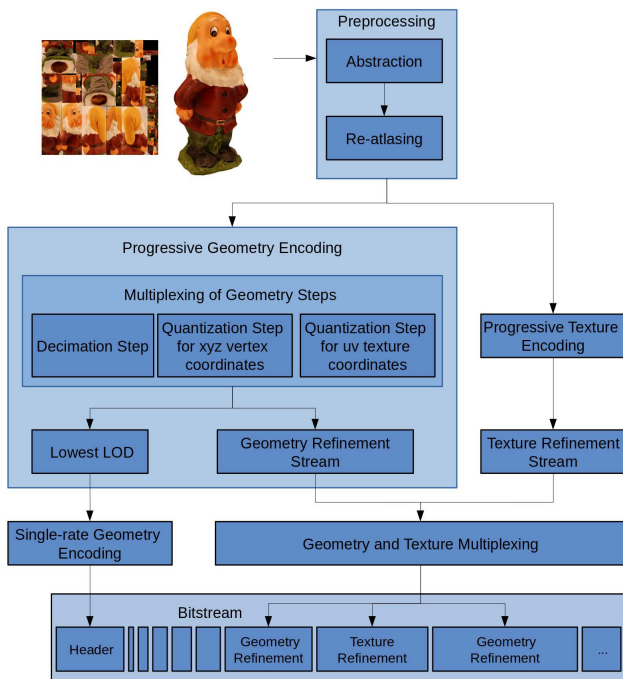 Preprocessing
Abstraction
Re-atlasing
Progressive Geometry Encoding
Multiplexing of Geometry Steps
Decimation Step
Quantization Step
for xyz vertex
coordinates
Quantization Step
for uv texture
coordinates
Progressive Texture
Encoding
Lowest LOD
Geometry Refinement
Stream
Texture Refinement
Stream
Single-rate Geometry
Encoding
Geometry and Texture Multiplexing
Bitstream
Header
Geometry
Refinement
Texture
Refinement
Geometry
Refinement
...